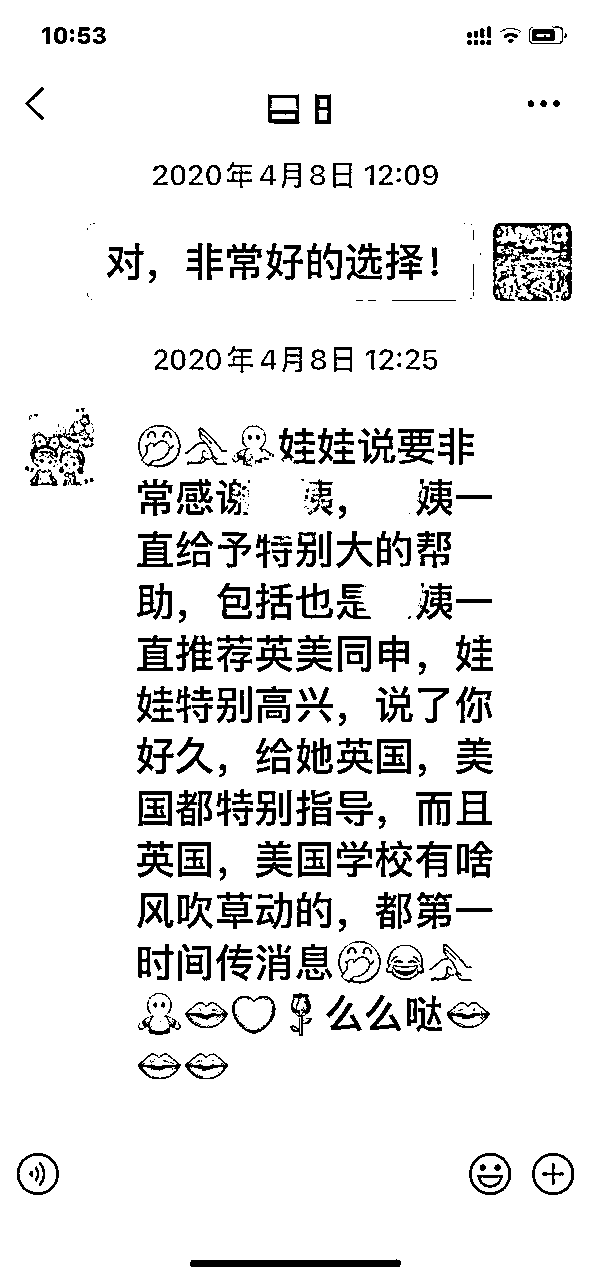 10:53
2020年4月8日 12:09
对，非常好的选择！
2020年4月8日 12:25
🤭🙏娃娃说要非
常感谢 姨， 姨一
直给予特别大的帮
助，包括也是 姨一
直推荐英美同申，娃
娃特别高兴，说了你
好久，给她英国，美
国都特别指导，而且
英国，美国学校有啥
风吹草动的，都第一
时间传消息🤭😂🙏
👄❤🌹么么哒👄
👄👄